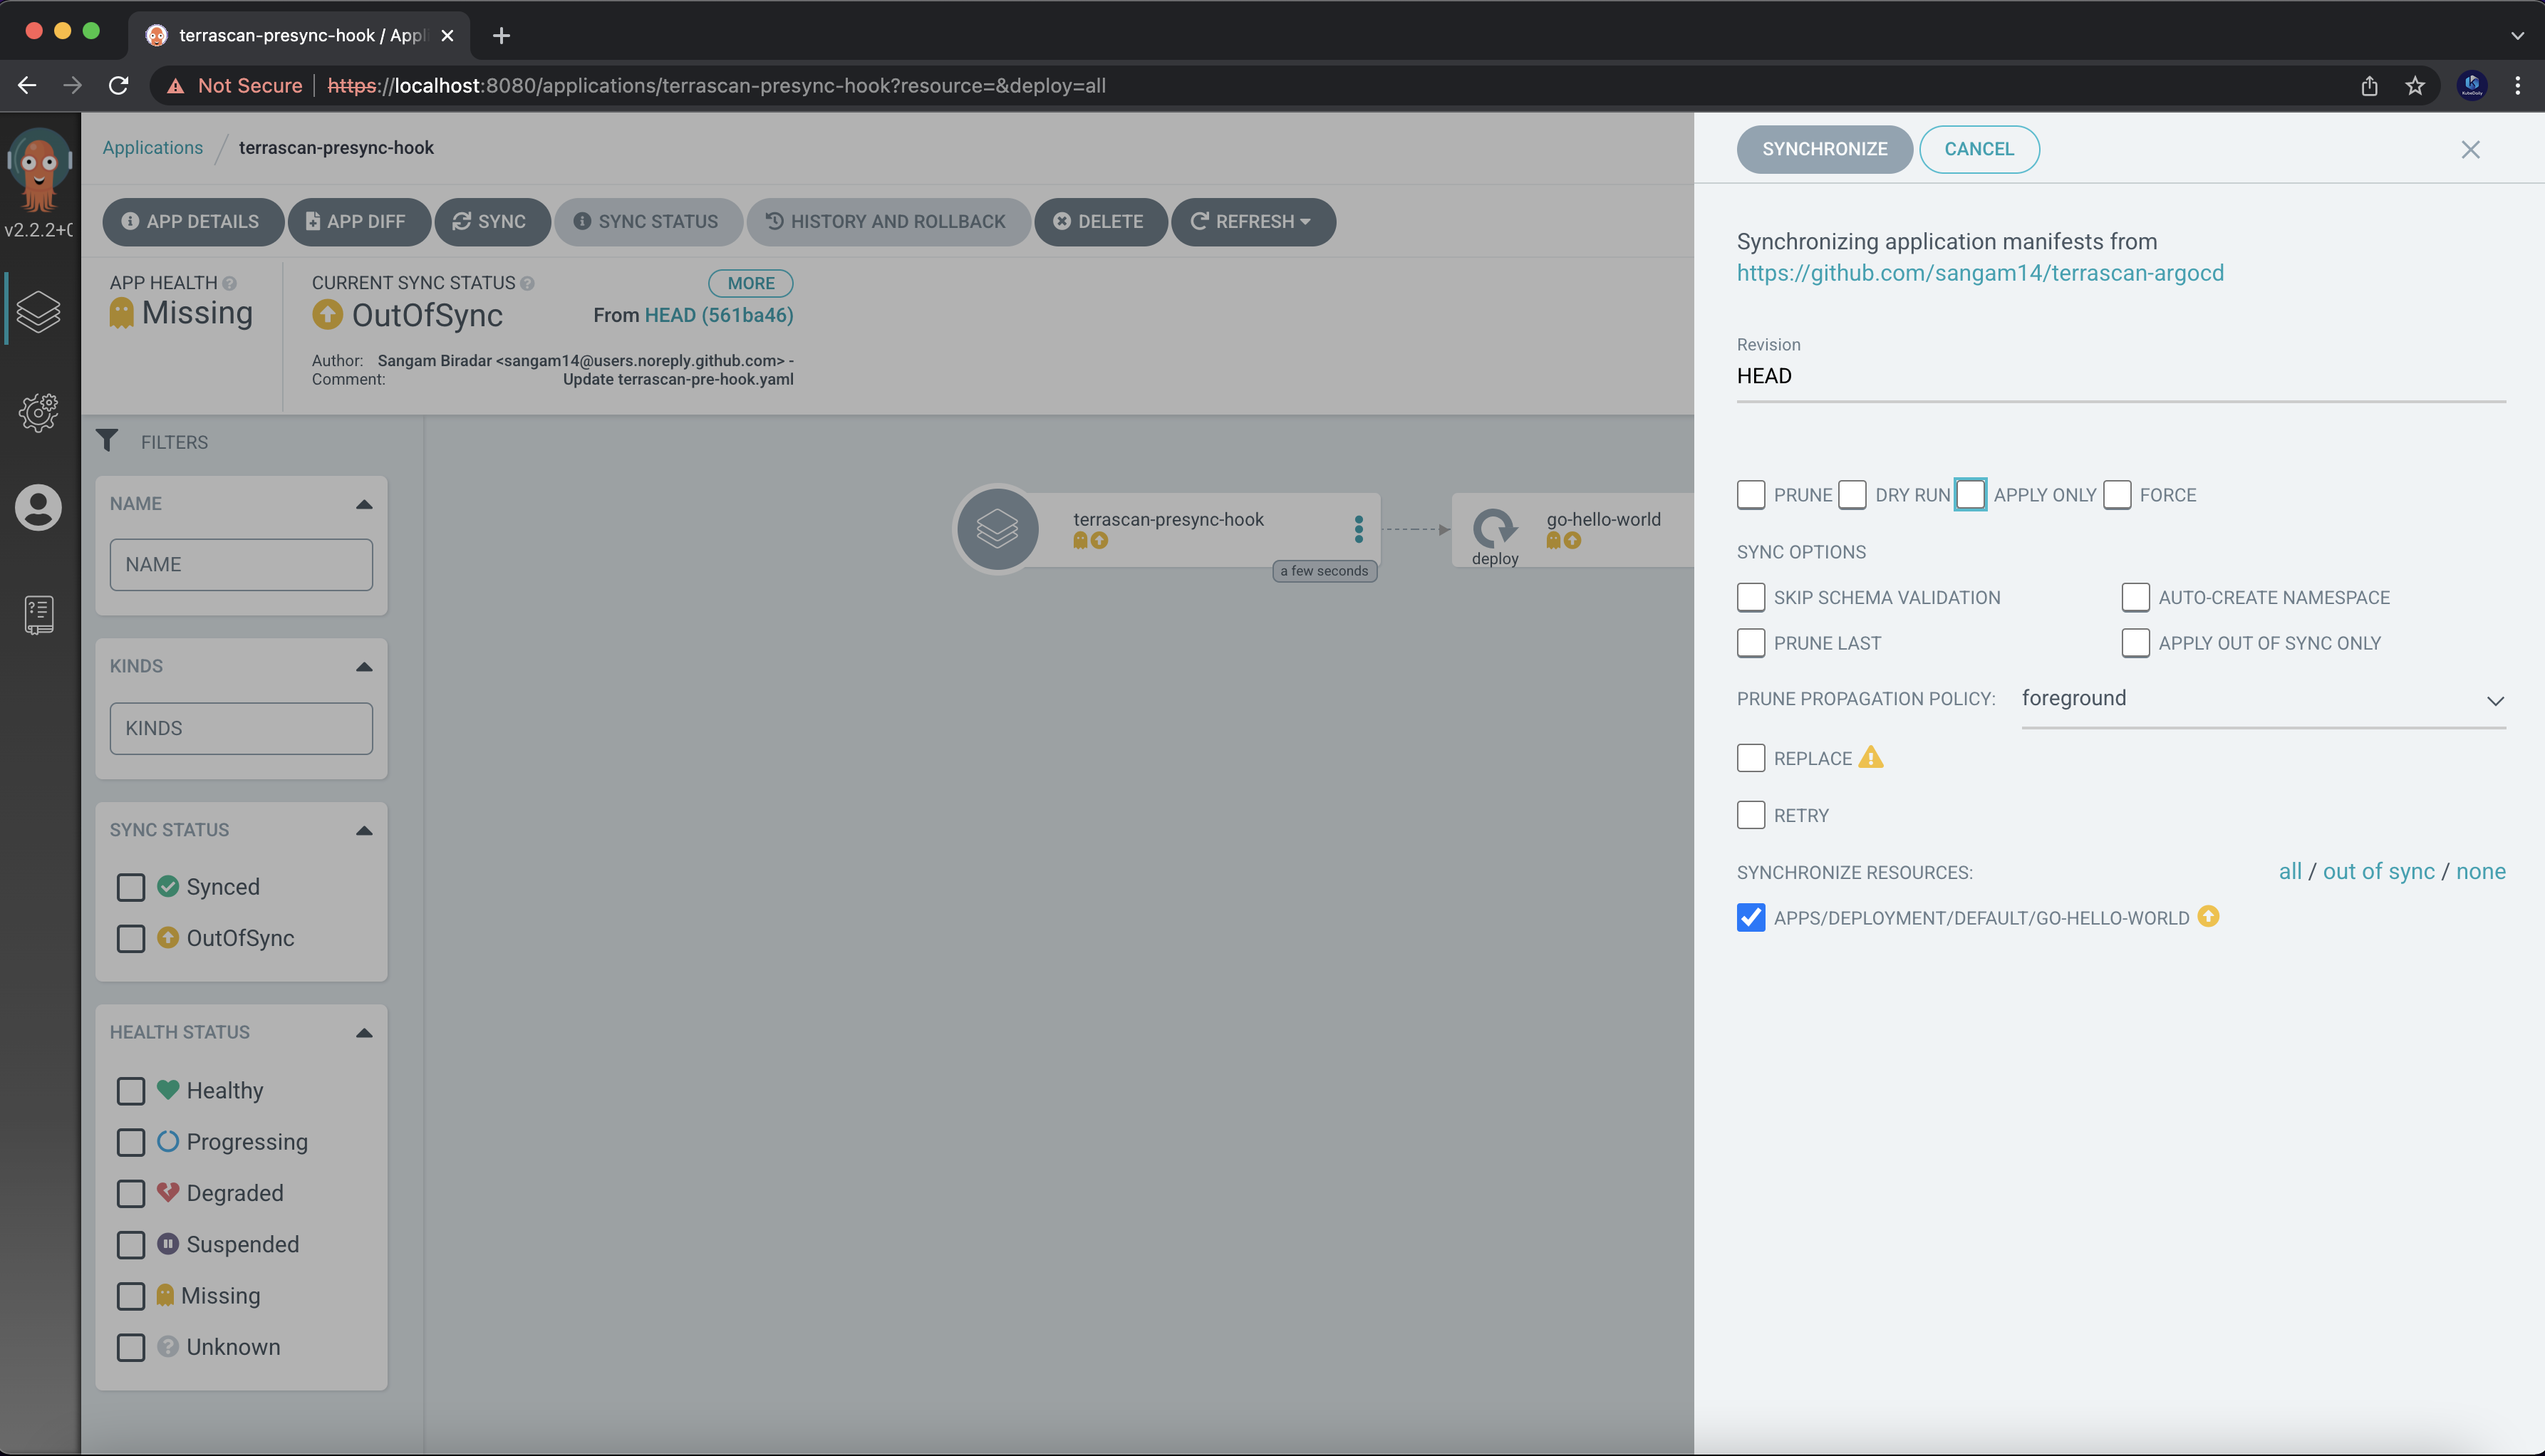 terrascan-presync-hook / Appl
Not Secure
https://localhost:8080/applications/terrascan-presync-hook?resource=&deploy=all
v2.2.2+0
Applications
terrascan-presync-hook
APP DETAILS
APP DIFF
SYNC
SYNC STATUS
HISTORY AND ROLLBACK
DELETE
REFRESH
APP HEALTH
Missing
CURRENT SYNC STATUS
MORE
OutOfSync
From HEAD (561ba46)
Author: Sangam Biradar <sangam14@users.noreply.github.com> -
Comment: Update terrascan-pre-hook.yaml
FILTERS
NAME
NAME
KINDS
KINDS
SYNC STATUS
Synced
OutOfSync
HEALTH STATUS
Healthy
Progressing
Degraded
Suspended
Missing
Unknown
terrascan-presync-hook
a few seconds
deploy
go-hello-world
SYNCHRONIZE
CANCEL
Synchronizing application manifests from
https://github.com/sangam14/terrascan-argocd
Revision
HEAD
PRUNE DRY RUN APPLY ONLY FORCE
SYNC OPTIONS
SKIP SCHEMA VALIDATION
AUTO-CREATE NAMESPACE
PRUNE LAST
APPLY OUT OF SYNC ONLY
PRUNE PROPAGATION POLICY: foreground
REPLACE
RETRY
SYNCHRONIZE RESOURCES: all / out of sync / none
APPS/DEPLOYMENT/DEFAULT/GO-HELLO-WORLD